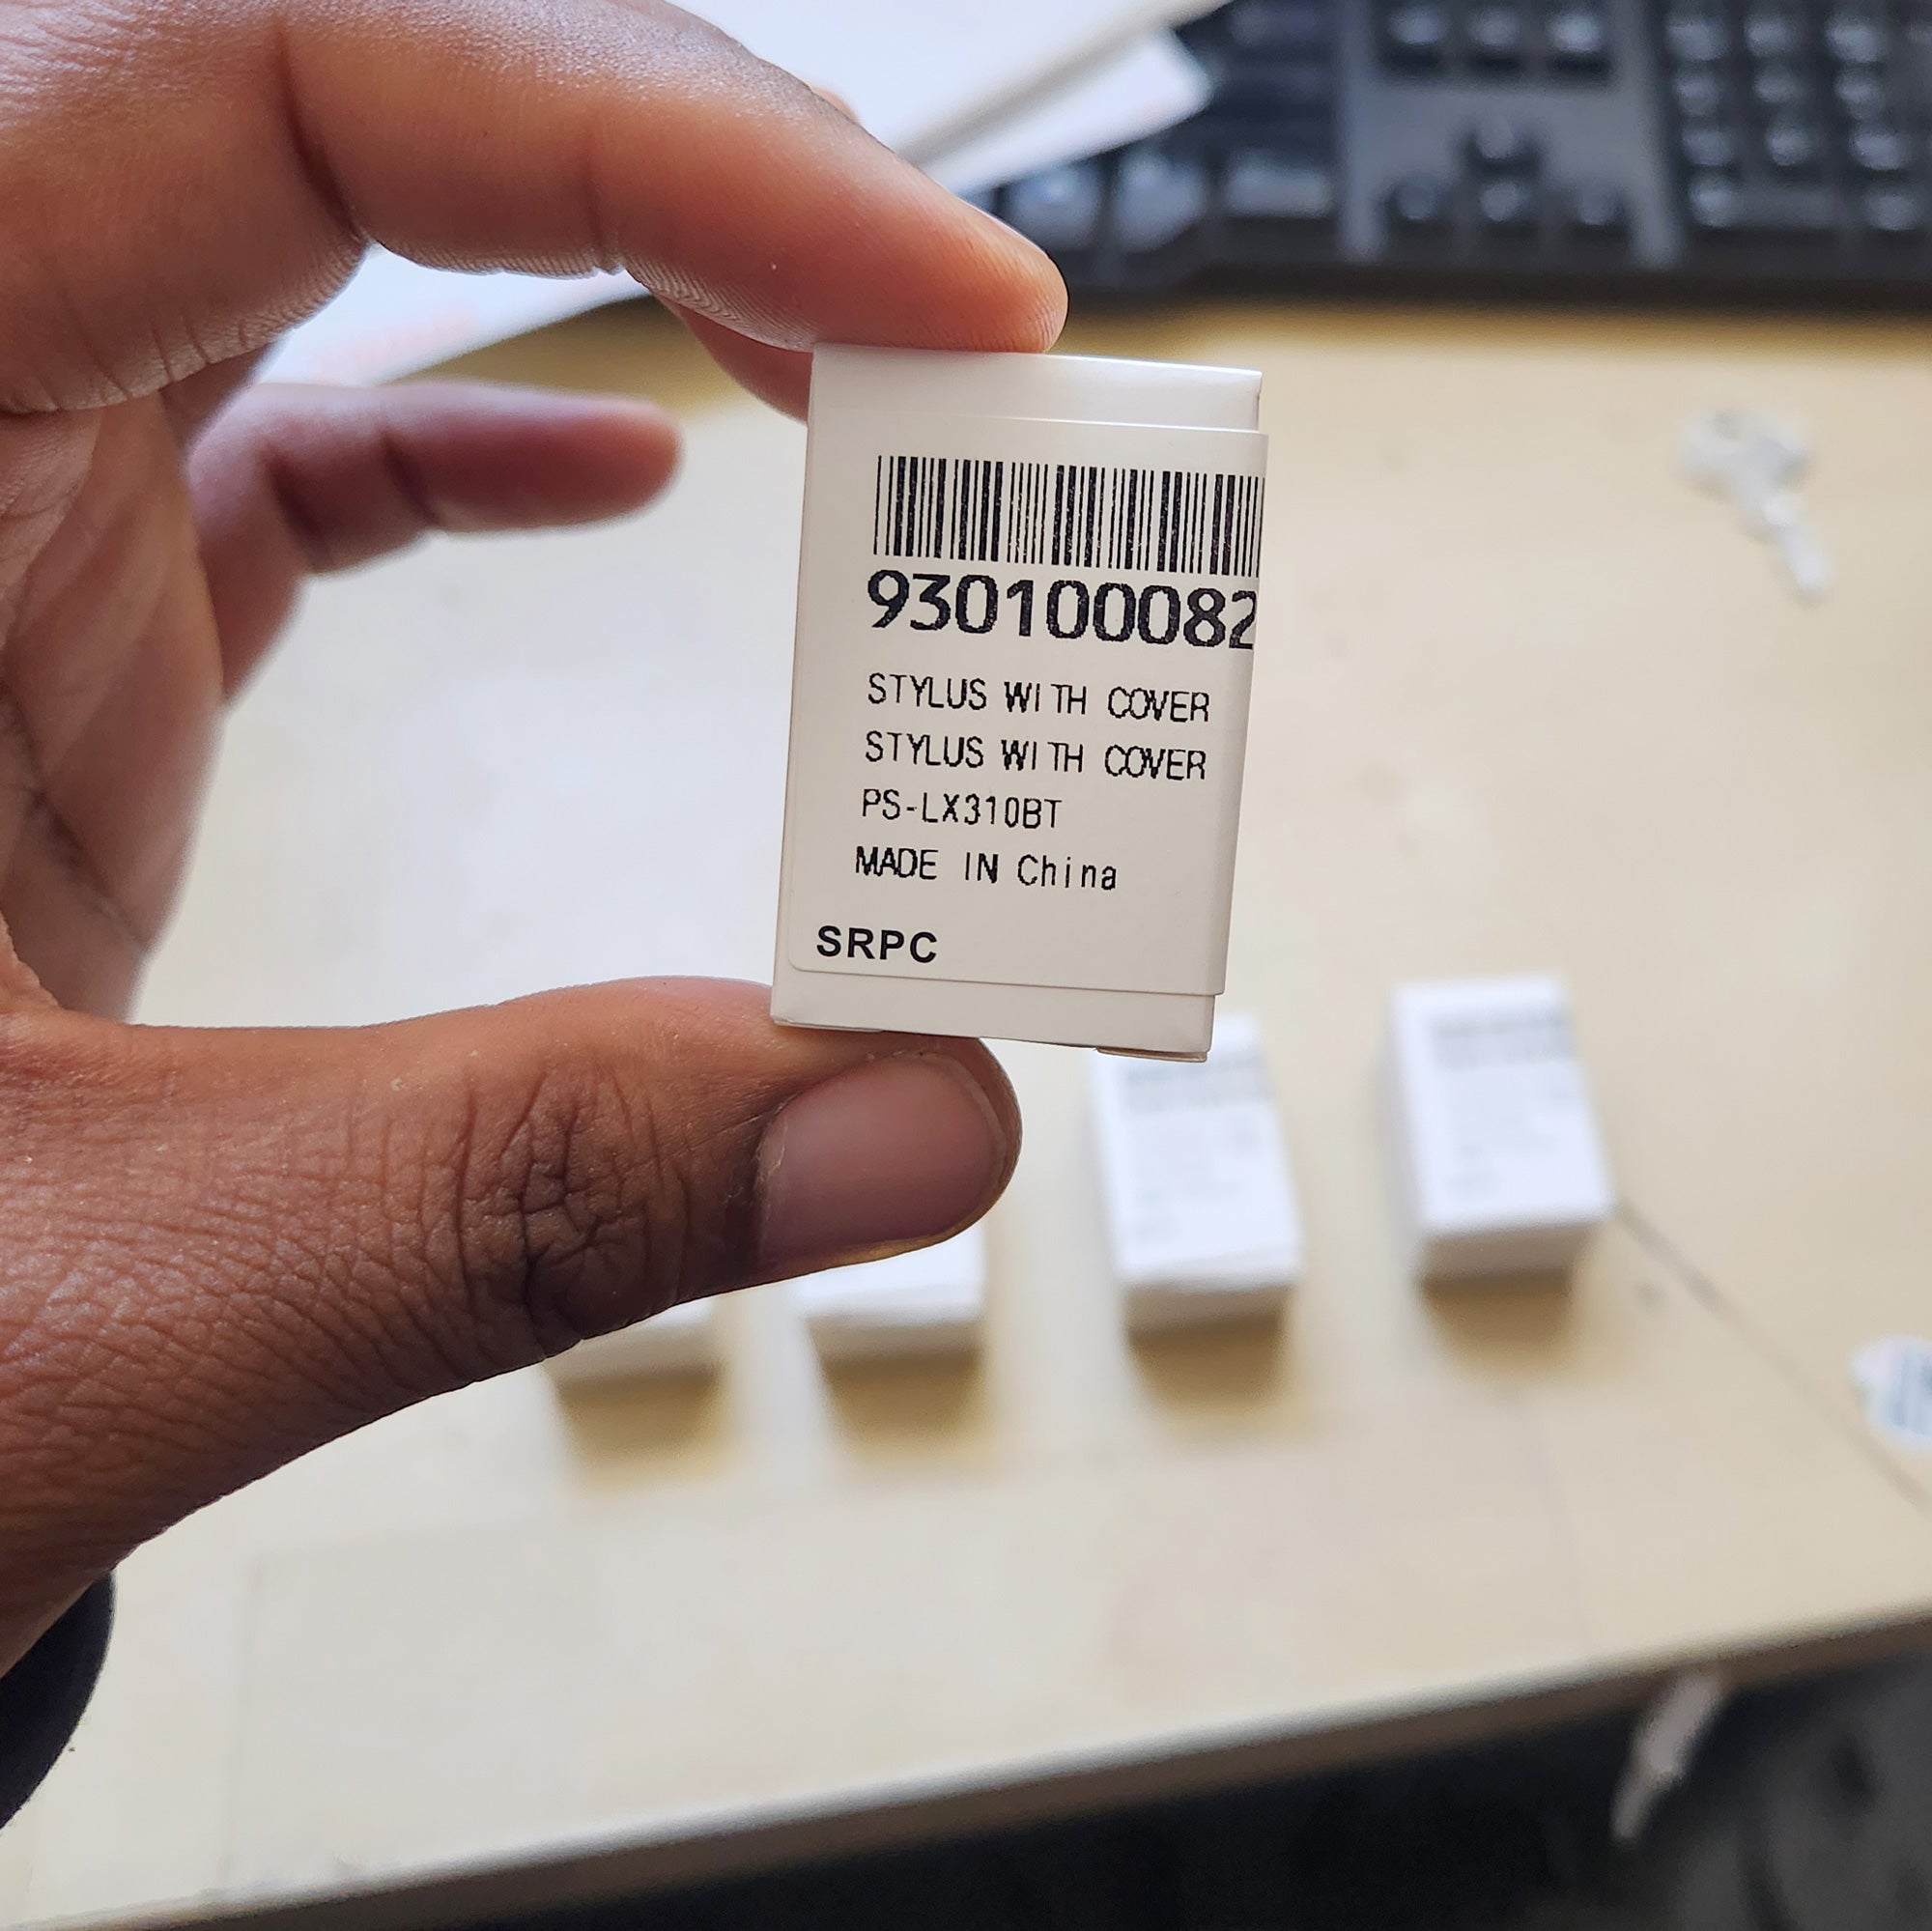 930100082
STYLUS WITH COVER
STYLUS WITH COVER
PS-LX310BT
MADE IN China
SRPC